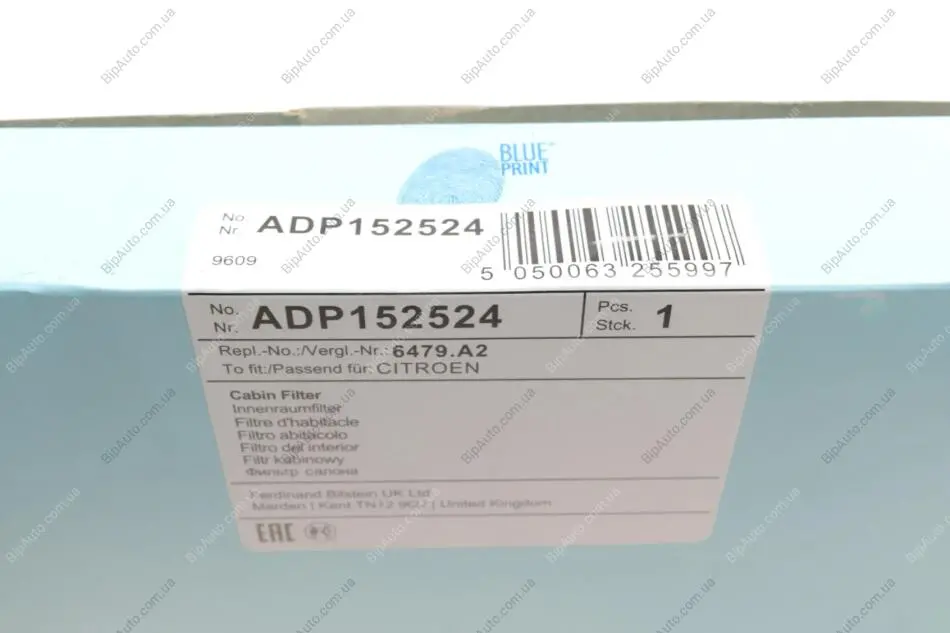 BLUE
PRINT
No.
Nr.
ADP152524
9609
5 050063 255997
No.
Nr.
ADP152524
Pcs.
Stck.
1
Repl.-No.:/Vergl.-Nr.: 6479.A2
To fit:/Passend für: CITROEN
Cabin Filter
Innenraumfilter
Filtre d'habitacle
Filtro abitacolo
Filtro del interior
Filtr kabinowy
Фильтр салона
Ferdinand Bilstein UK Ltd
Marden | Kent TN12 | United Kingdom
EAC
BipAuto.com.ua